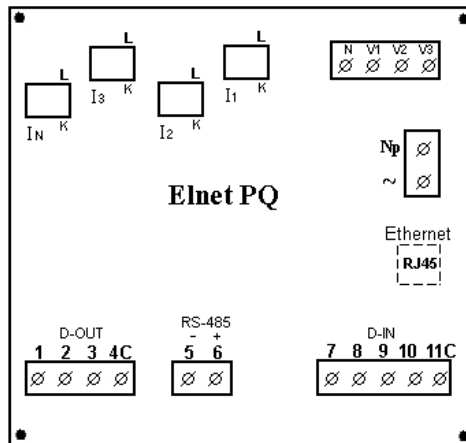 L
L
N V1 V2 V3
I3 K
L
I1 K
L
IN K
I2 K
Np
~
Elnet PQ
Ethernet
RJ45
D-OUT
RS-485
D-IN
- +
1 2 3 4C
5 6
7 8 9 10 11C